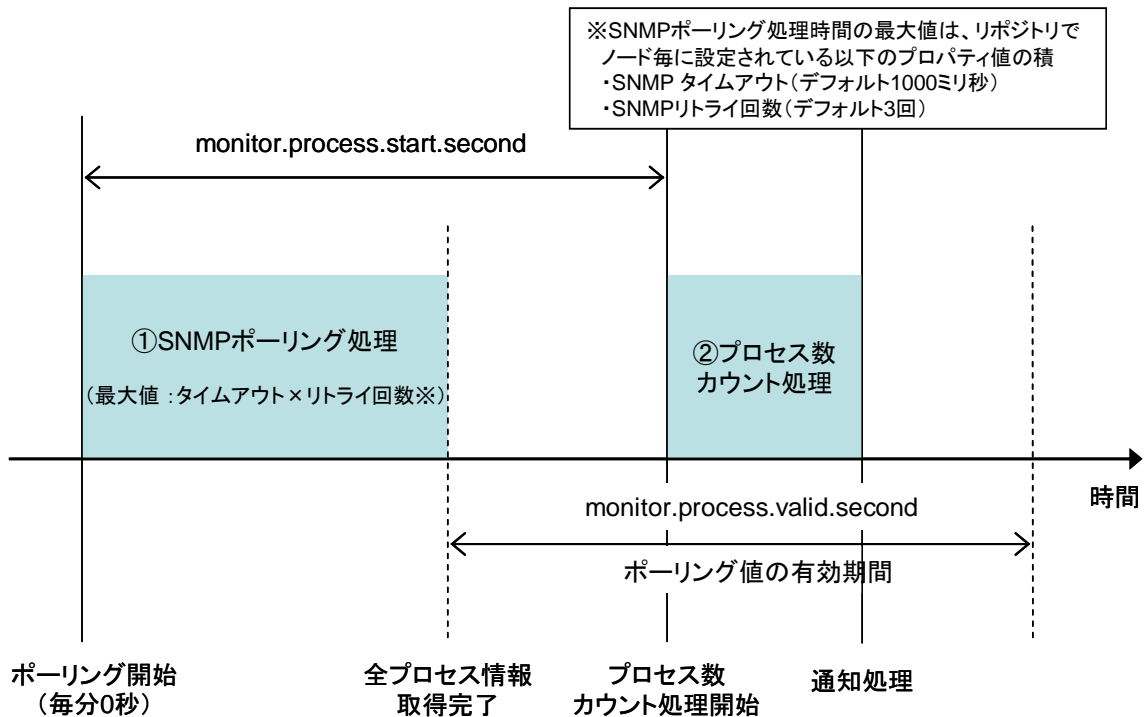 ※SNMPポーリング処理時間の最大値は、リポジトリで
ノード毎に設定されている以下のプロパティ値の積
・SNMP タイムアウト（デフォルト1000ミリ秒）
・SNMPリトライ回数（デフォルト3回）
monitor.process.start.second
①SNMPポーリング処理
（最大値：タイムアウト×リトライ回数※）
②プロセス数
カウント処理
時間
monitor.process.valid.second
ポーリング値の有効期間
ポーリング開始
（毎分0秒）
全プロセス情報
取得完了
プロセス数
カウント処理開始
通知処理